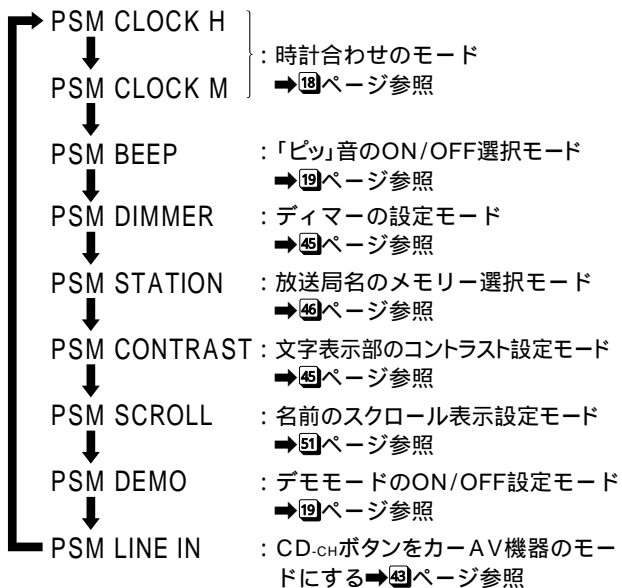 PSM CLOCK H
：時計合わせのモード
➡18ページ参照
PSM CLOCK M
PSM BEEP ：「ピッ」音のON/OFF選択モード
➡19ページ参照
PSM DIMMER ：ディマーの設定モード
➡45ページ参照
PSM STATION ：放送局名のメモリー選択モード
➡46ページ参照
PSM CONTRAST：文字表示部のコントラスト設定モード
➡45ページ参照
PSM SCROLL ：名前のスクロール表示設定モード
➡51ページ参照
PSM DEMO ：デモモードのON/OFF設定モード
➡19ページ参照
PSM LINE IN ：CD-CHボタンをカーAV機器のモー
ドにする➡43ページ参照